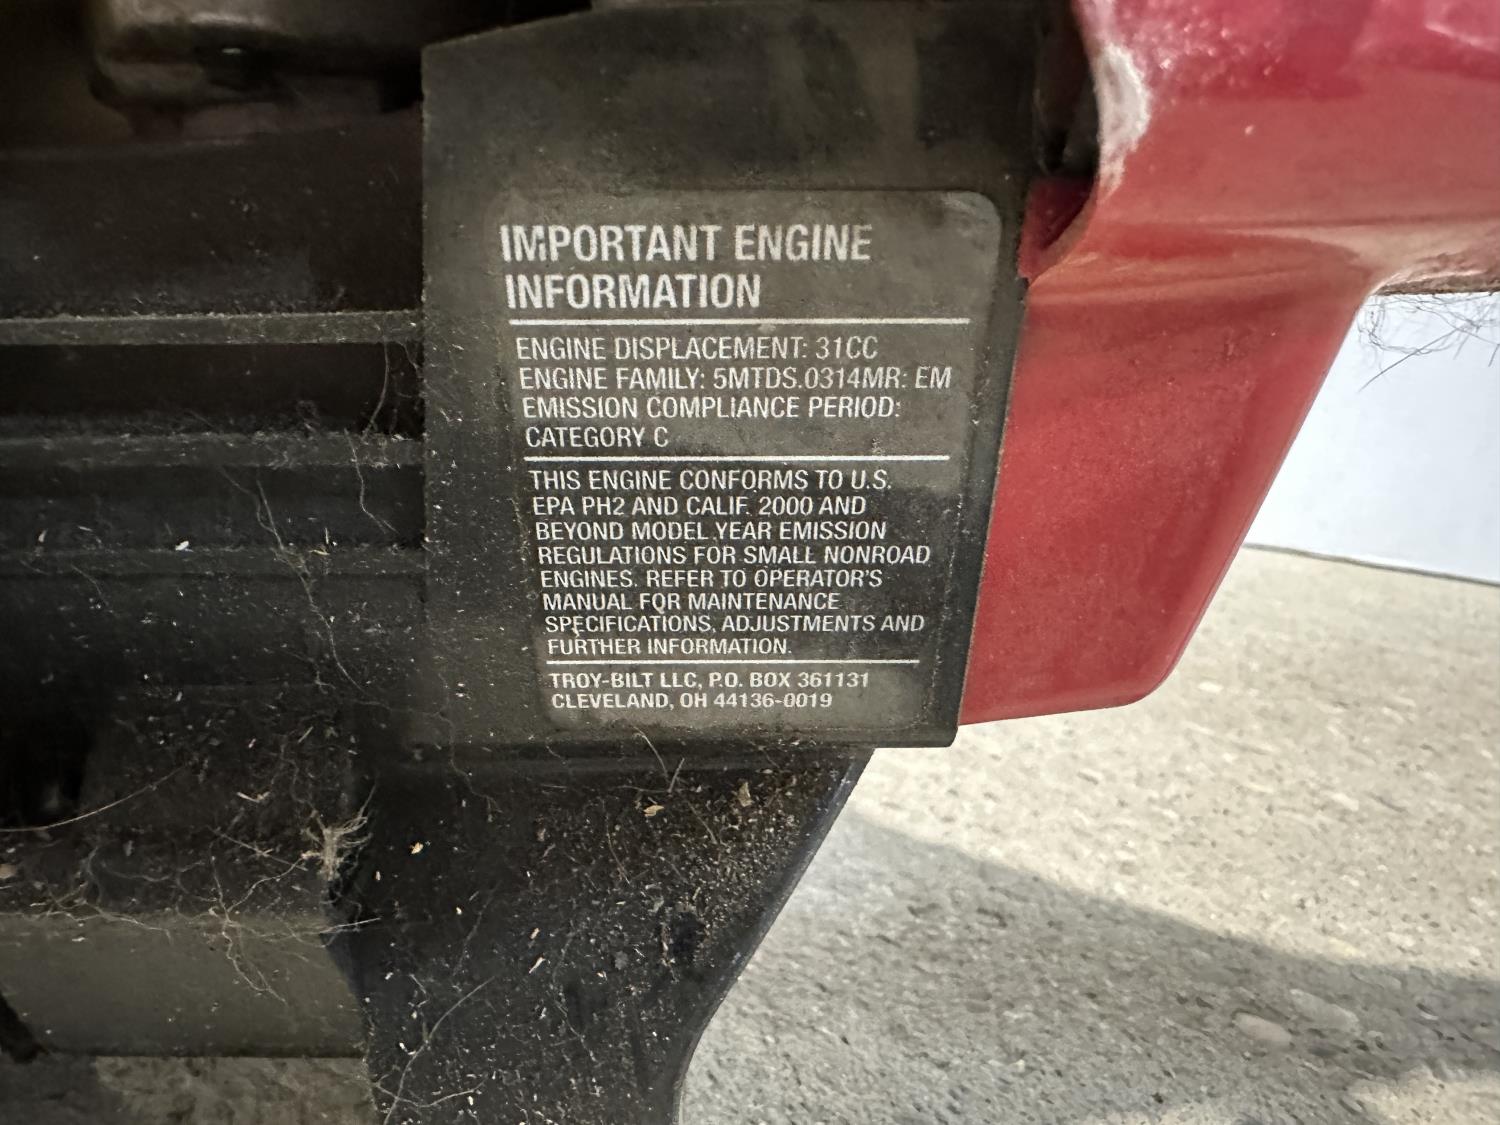 IMPORTANT ENGINE
INFORMATION
ENGINE DISPLACEMENT: 31CC
ENGINE FAMILY: 5MTDS.0314MR: EM
EMISSION COMPLIANCE PERIOD:
CATEGORY C
THIS ENGINE CONFORMS TO U.S.
EPA PH2 AND CALIF. 2000 AND
BEYOND MODEL YEAR EMISSION
REGULATIONS FOR SMALL NONROAD
ENGINES. REFER TO OPERATOR'S
MANUAL FOR MAINTENANCE
SPECIFICATIONS, ADJUSTMENTS AND
FURTHER INFORMATION.
TROY-BILT LLC, P.O. BOX 361131
CLEVELAND, OH 44136-0019